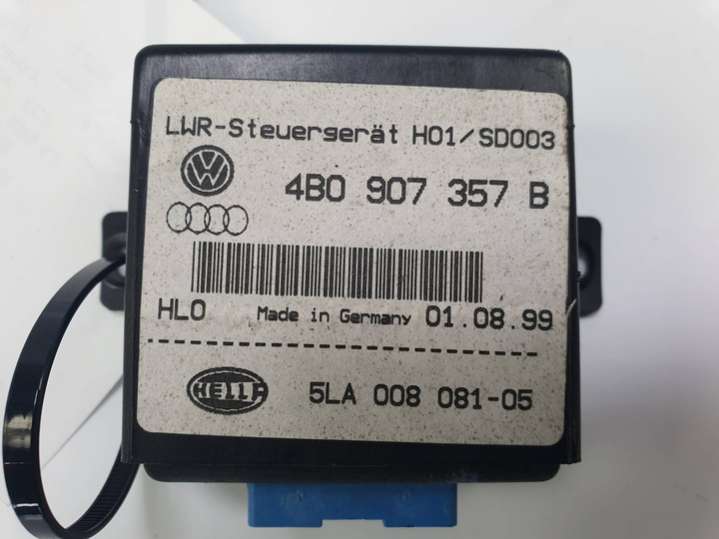 LWR-Steuergerät H01/SD003
4B0 907 357 B
HLO Made in Germany 01.08.99
HELLA 5LA 008 081-05